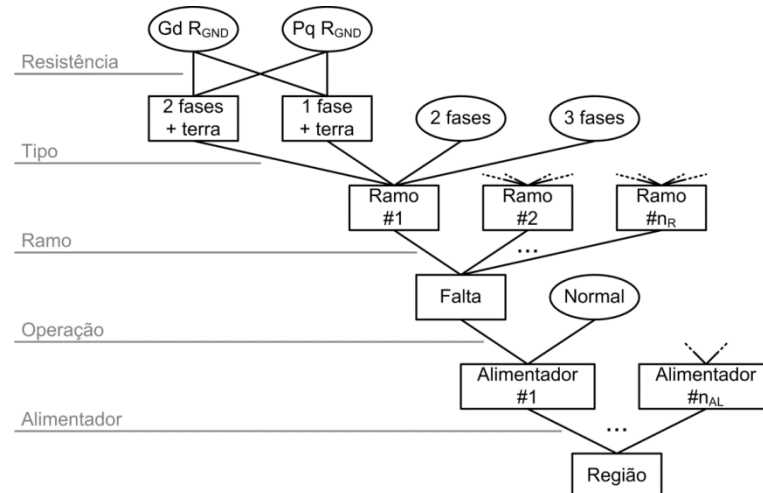 Gd R_GND
Pq R_GND
Resistência
2 fases
+ terra
1 fase
+ terra
2 fases
3 fases
Tipo
Ramo
#1
Ramo
#2
Ramo
#n_R
...
Ramo
Falta
Normal
Operação
Alimentador
#1
Alimentador
#n_AL
...
Alimentador
Região